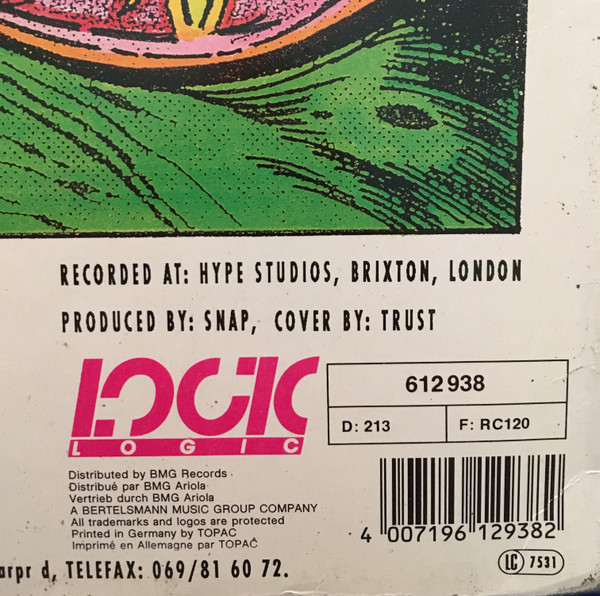 RECORDED AT: HYPE STUDIOS, BRIXTON, LONDON
PRODUCED BY: SNAP, COVER BY: TRUST
LOGIC
LOGIC
612 938
D: 213
F: RC120
Distributed by BMG Records
Distribué par BMG Ariola
Vertrieb durch BMG Ariola
A BERTELSMANN MUSIC GROUP COMPANY
All trademarks and logos are protected
Printed in Germany by TOPAC
Imprimé en Allemagne par TOPAC
4 007196 129382
LC 7531
d, TELEFAX: 069/81 60 72.